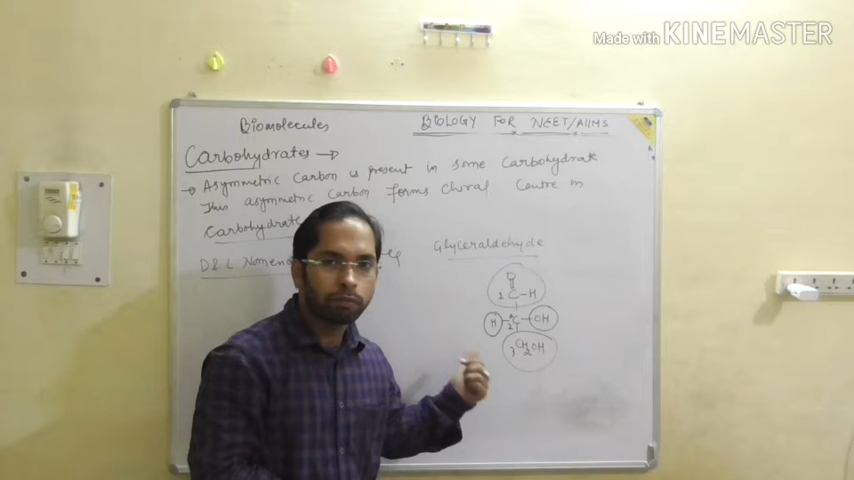 Made with KINEMASTER
Biomolecules
BIOLOGY FOR NEET/AIIMS
Carbohydrates →
→ Asymmetric Carbon is present in some Carbohydrate
This asymmetric Carbon forms Chiral Centre in
Carbohydrate
D & L Nomen
Glyceraldehyde
O
1 C - H
H - *C - OH
2
3 CH2OH